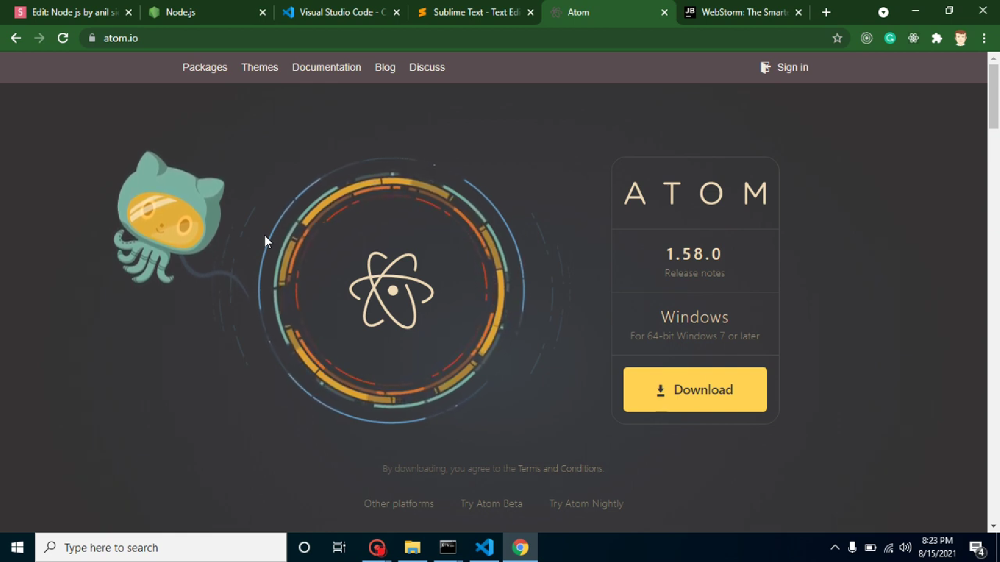 S Edit: Node js by anil si
Node.js
Visual Studio Code - C
Sublime Text - Text Edi
Atom
JB WebStorm: The Smarte
atom.io
Packages Themes Documentation Blog Discuss Sign in
ATOM
1.58.0
Release notes
Windows
For 64-bit Windows 7 or later
Download
By downloading, you agree to the Terms and Conditions.
Other platforms Try Atom Beta Try Atom Nightly
Type here to search
8:23 PM
8/15/2021
4